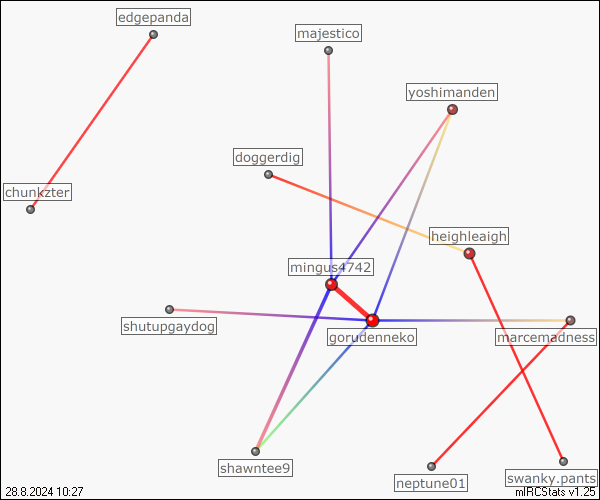 edgepanda
majestico
yoshimanden
doggerdig
chunkzter
heighleaigh
mingus4742
shutupgaydog
gorudenneko
marcemadness
shawntee9
neptune01
swanky.pants
28.8.2024 10:27
mIRCStats v1.25